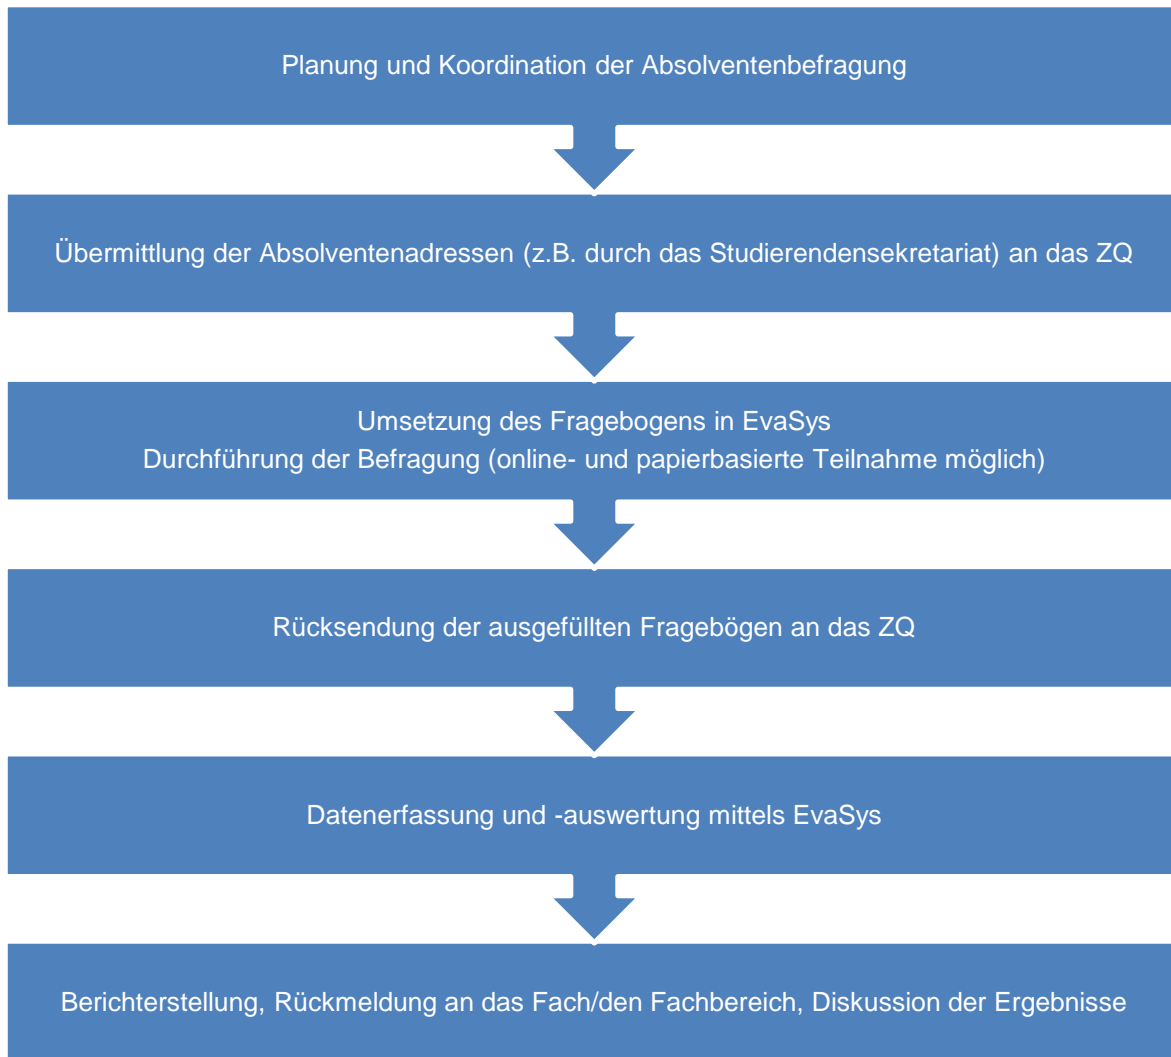 Planung und Koordination der Absolventenbefragung
Übermittlung der Absolventenadressen (z.B. durch das Studierendensekretariat) an das ZQ
Umsetzung des Fragebogens in EvaSys
Durchführung der Befragung (online- und papierbasierte Teilnahme möglich)
Rücksendung der ausgefüllten Fragebögen an das ZQ
Datenerfassung und -auswertung mittels EvaSys
Berichterstellung, Rückmeldung an das Fach/den Fachbereich, Diskussion der Ergebnisse